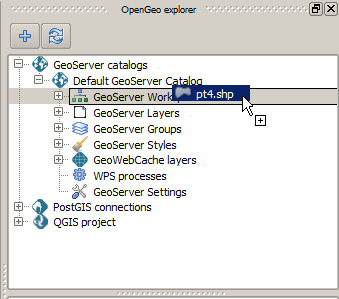 OpenGeo explorer
GeoServer catalogs
Default GeoServer Catalog
GeoServer Work
pt4.shp
GeoServer Layers
GeoServer Groups
GeoServer Styles
GeoWebCache layers
WPS processes
GeoServer Settings
PostGIS connections
QGIS project